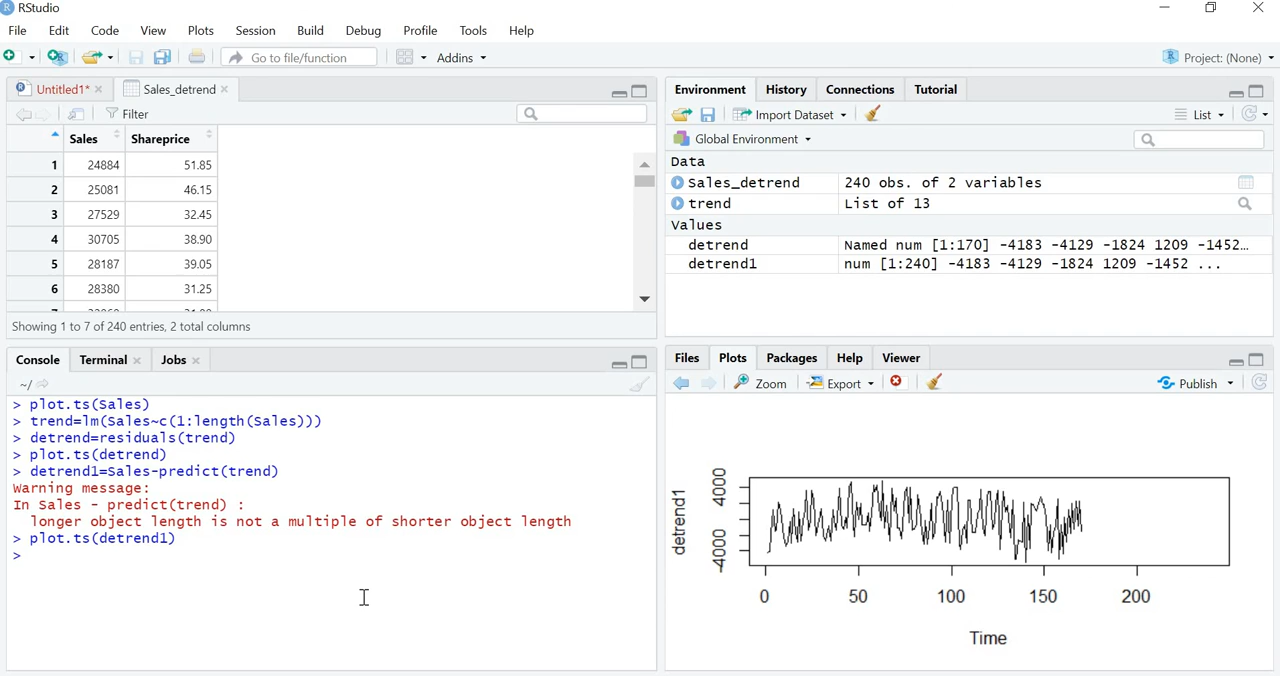 RStudio
File Edit Code View Plots Session Build Debug Profile Tools Help
Go to file/function Addins Project: (None)
Untitled1* Sales_detrend
Filter
Sales Shareprice
1 24884 51.85
2 25081 46.15
3 27529 32.45
4 30705 38.90
5 28187 39.05
6 28380 31.25
Showing 1 to 7 of 240 entries, 2 total columns
Environment History Connections Tutorial
Import Dataset List
Global Environment
Data
Sales_detrend 240 obs. of 2 variables
trend List of 13
Values
detrend Named num [1:170] -4183 -4129 -1824 1209 -1452…
detrend1 num [1:240] -4183 -4129 -1824 1209 -1452 ...
Console Terminal Jobs
~/
> plot.ts(Sales)
> trend=lm(Sales~c(1:length(Sales)))
> detrend=residuals(trend)
> plot.ts(detrend)
> detrend1=Sales-predict(trend)
Warning message:
In Sales - predict(trend) :
longer object length is not a multiple of shorter object length
> plot.ts(detrend1)
>
Files Plots Packages Help Viewer
Zoom Export Publish
detrend1
4000
-4000
0 50 100 150 200
Time